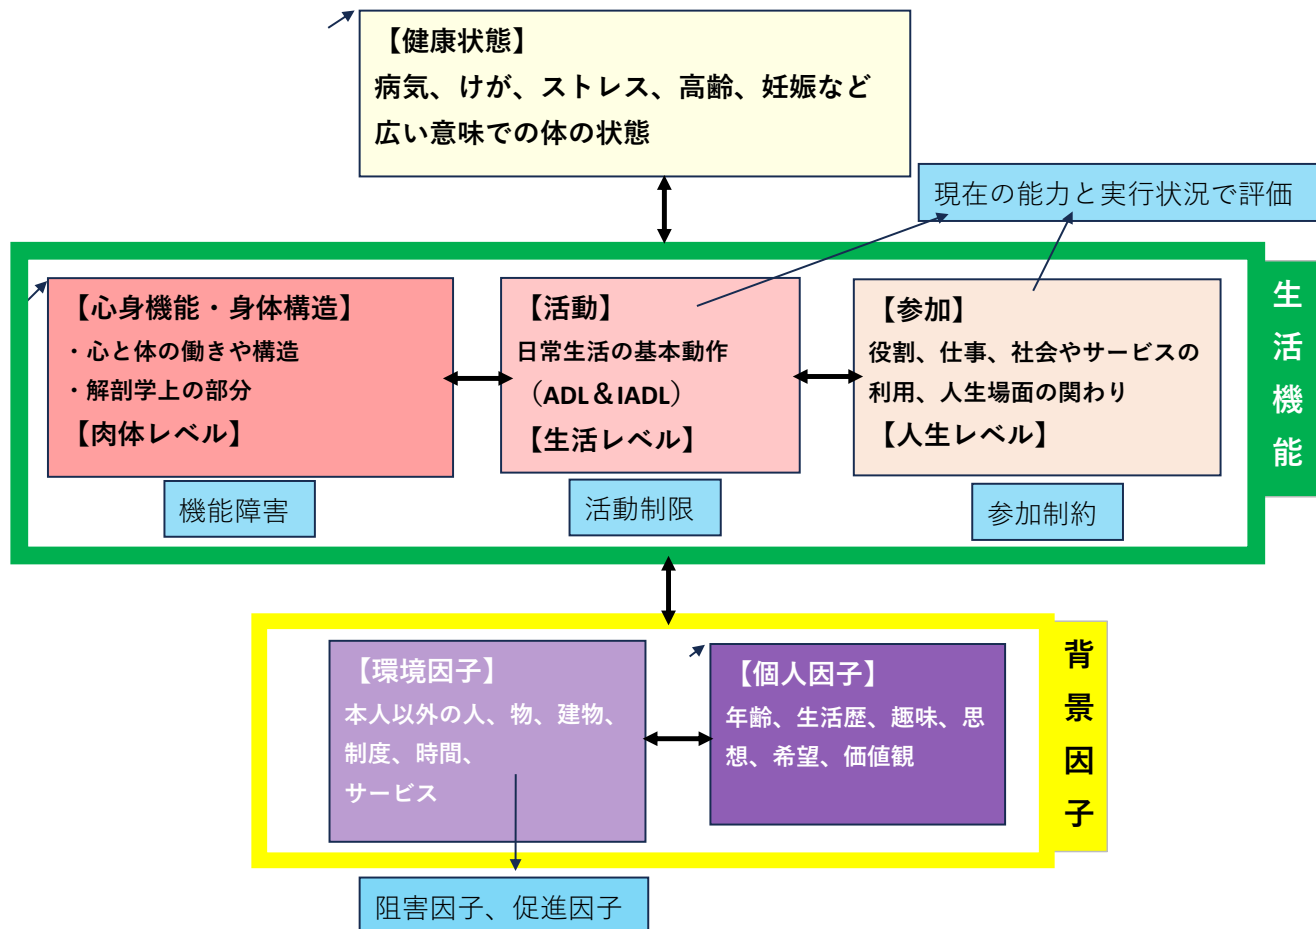 【健康状態】
病気、けが、ストレス、高齢、妊娠など
広い意味での体の状態
現在の能力と実行状況で評価
【心身機能・身体構造】
・心と体の働きや構造
・解剖学上の部分
【肉体レベル】
機能障害
【活動】
日常生活の基本動作
（ADL＆IADL）
【生活レベル】
活動制限
【参加】
役割、仕事、社会やサービスの
利用、人生場面の関わり
【人生レベル】
参加制約
生活機能
【環境因子】
本人以外の人、物、建物、
制度、時間、
サービス
【個人因子】
年齢、生活歴、趣味、思
想、希望、価値観
背景因子
阻害因子、促進因子